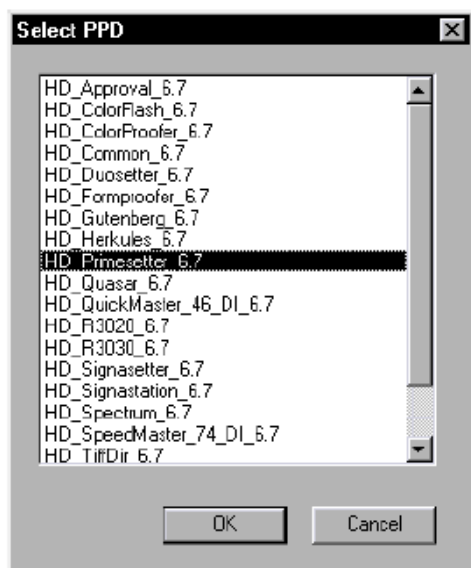 Select PPD
HD_Approval_6.7
HD_ColorFlash_6.7
HD_ColorProofer_6.7
HD_Common_6.7
HD_Duosetter_6.7
HD_Formproofer_6.7
HD_Gutenberg_6.7
HD_Herkules_6.7
HD_Primesetter_6.7
HD_Quasar_6.7
HD_QuickMaster_46_DI_6.7
HD_R3020_6.7
HD_R3030_6.7
HD_Signasetter_6.7
HD_Signastation_6.7
HD_Spectrum_6.7
HD_SpeedMaster_74_DI_6.7
HD_TiffDir_6.7
OK Cancel